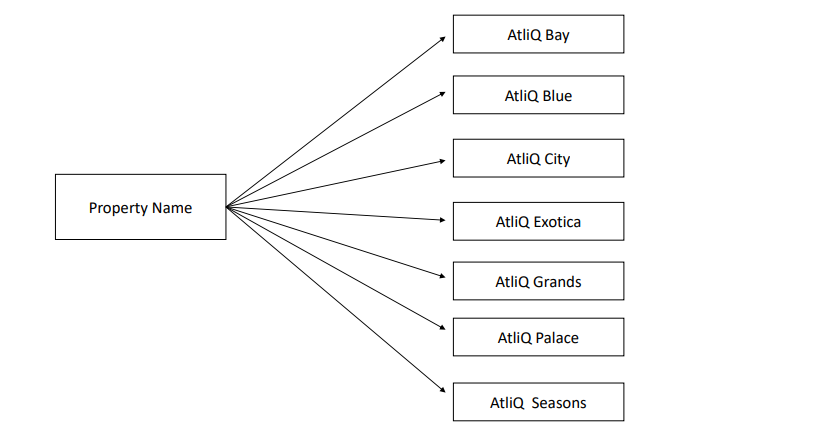 AtliQ Bay
AtliQ Blue
AtliQ City
Property Name
AtliQ Exotica
AtliQ Grands
AtliQ Palace
AtliQ  Seasons